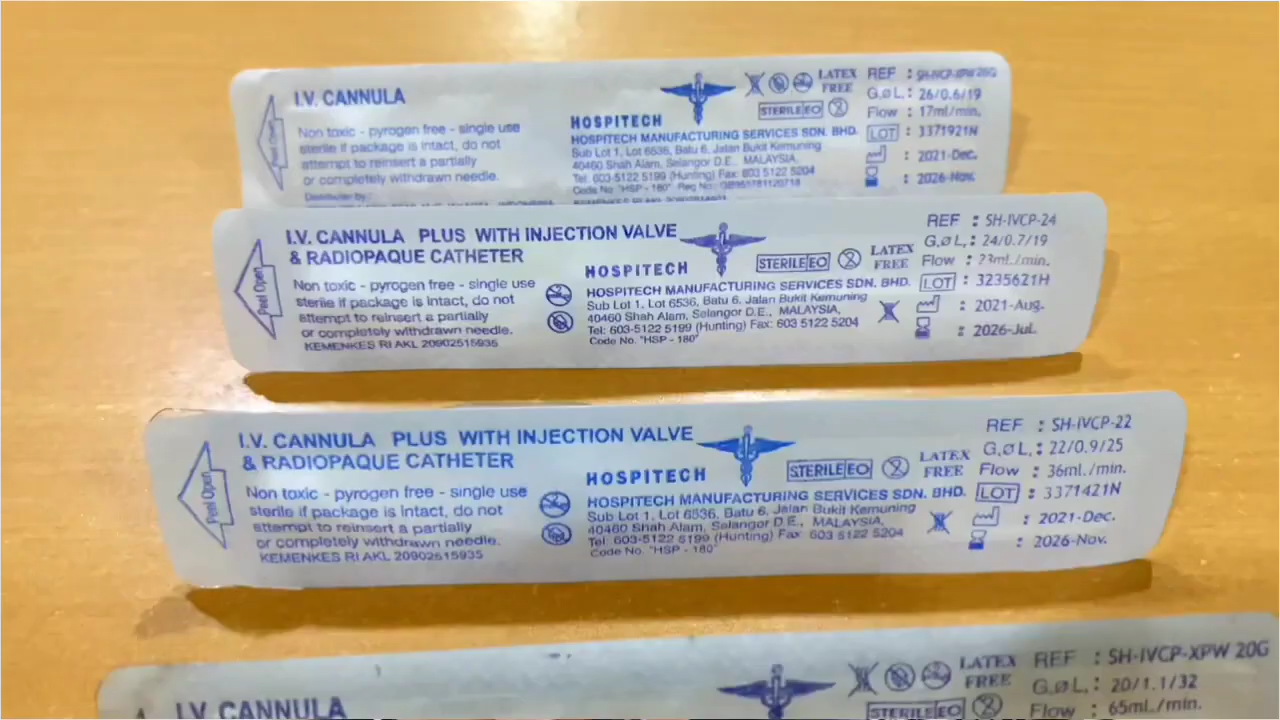 I.V. CANNULA
Peel Open
Non toxic - pyrogen free - single use
sterile if package is intact, do not
attempt to reinsert a partially
or completely withdrawn needle.
Distributor by:
HOSPITECH
HOSPITECH MANUFACTURING SERVICES SDN. BHD.
Sub Lot 1, Lot 6536, Batu 6, Jalan Bukit Kemuning
40460 Shah Alam, Selangor D.E., MALAYSIA,
Tel: 603-5122 5199 (Hunting) Fax: 603 5122 5204
Code No. "HSP - 180"
STERILE EO
LATEX
FREE
REF :
G.ø L.: 26/0.6/19
Flow : 17ml./min.
LOT : 3371921N
: 2021-Dec.
: 2026-Nov.
I.V. CANNULA PLUS WITH INJECTION VALVE
& RADIOPAQUE CATHETER
Peel Open
Non toxic - pyrogen free - single use
sterile if package is intact, do not
attempt to reinsert a partially
or completely withdrawn needle.
KEMENKES RI AKL 20902515935
HOSPITECH
HOSPITECH MANUFACTURING SERVICES SDN. BHD.
Sub Lot 1, Lot 6536, Batu 6, Jalan Bukit Kemuning
40460 Shah Alam, Selangor D.E., MALAYSIA,
Tel: 603-5122 5199 (Hunting) Fax: 603 5122 5204
Code No. "HSP - 180"
STERILE EO
LATEX
FREE
REF : SH-IVCP-24
G.ø L.: 24/0.7/19
Flow : 23ml./min.
LOT : 3235621H
: 2021-Aug.
: 2026-Jul.
I.V. CANNULA PLUS WITH INJECTION VALVE
& RADIOPAQUE CATHETER
Peel Open
Non toxic - pyrogen free - single use
sterile if package is intact, do not
attempt to reinsert a partially
or completely withdrawn needle.
KEMENKES RI AKL 20902515935
HOSPITECH
HOSPITECH MANUFACTURING SERVICES SDN. BHD.
Sub Lot 1, Lot 6536, Batu 6, Jalan Bukit Kemuning
40460 Shah Alam, Selangor D.E., MALAYSIA,
Tel: 603-5122 5199 (Hunting) Fax: 603 5122 5204
Code No. "HSP - 180"
STERILE EO
LATEX
FREE
REF : SH-IVCP-22
G.ø L.: 22/0.9/25
Flow : 36ml./min.
LOT : 3371421N
: 2021-Dec.
: 2026-Nov.
I.V. CANNULA
STERILE EO
LATEX
FREE
REF : SH-IVCP-XPW 20G
G.ø L.: 20/1.1/32
Flow : 65ml./min.